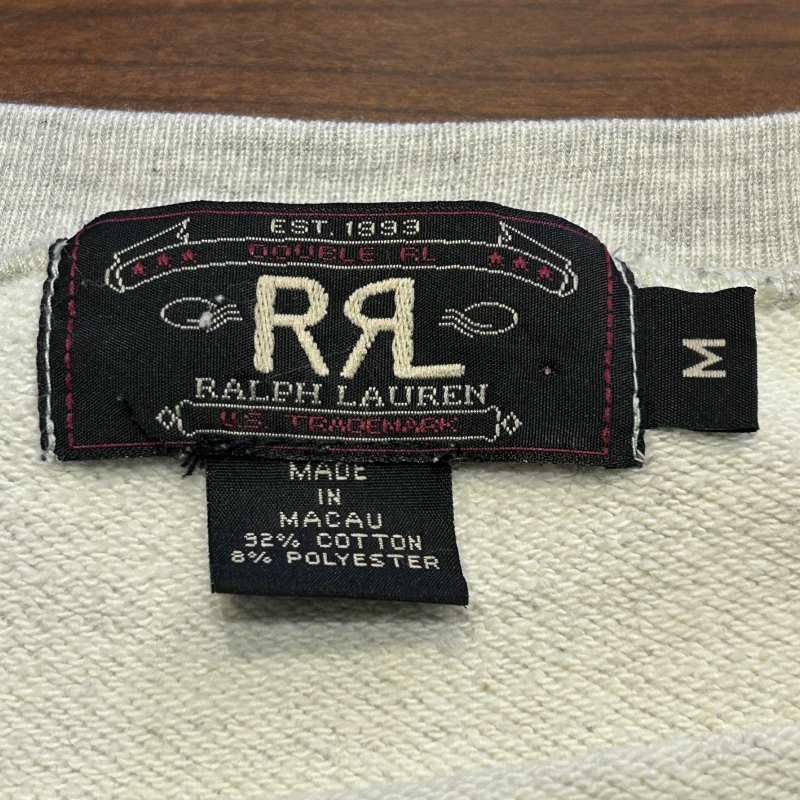 EST. 1993
DOUBLE RL
RRL
RALPH LAUREN
U.S. TRADEMARK
M
MADE
IN
MACAU
92% COTTON
8% POLYESTER